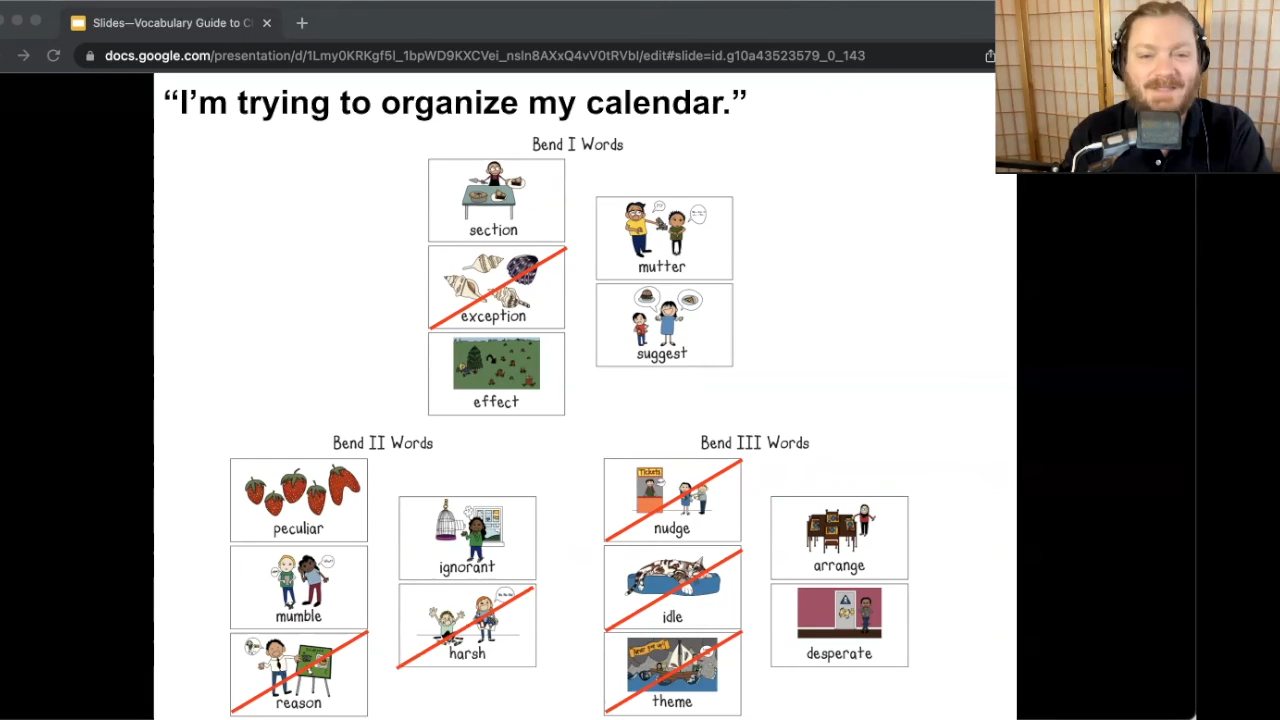 Slides—Vocabulary Guide to C
docs.google.com/presentation/d/1Lmy0KRKgf5I_1bpWD9KXCVei_nsIn8AXxQ4vV0tRVbI/edit#slide=id.g10a43523579_0_143
“I’m trying to organize my calendar.”
Bend I Words
section
mutter
exception
suggest
effect
Bend II Words
Bend III Words
Tickets
peculiar
ignorant
nudge
arrange
mumble
harsh
idle
desperate
reason
theme